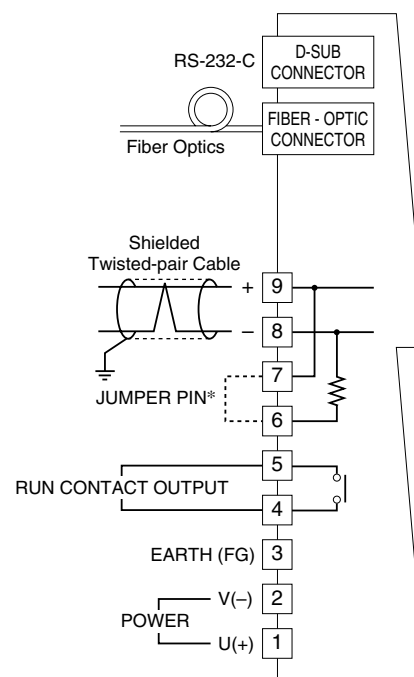 RS-232-C
D-SUB
CONNECTOR
FIBER - OPTIC
CONNECTOR
Fiber Optics
Shielded
Twisted-pair Cable
+ 9
– 8
7
JUMPER PIN*
6
5
RUN CONTACT OUTPUT
4
EARTH (FG) 3
V(–) 2
POWER
U(+) 1